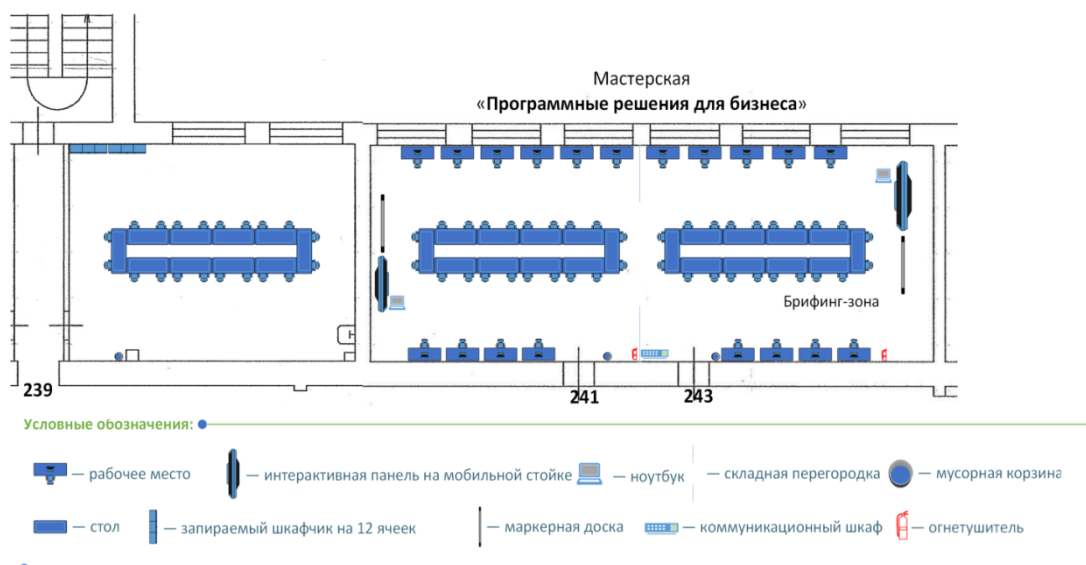 Мастерская
«Программные решения для бизнеса»
Брифинг-зона
239
241
243
Условные обозначения:
— рабочее место
— интерактивная панель на мобильной стойке
— ноутбук
— складная перегородка
— мусорная корзина
— стол
— запираемый шкафчик на 12 ячеек
— маркерная доска
— коммуникационный шкаф
— огнетушитель